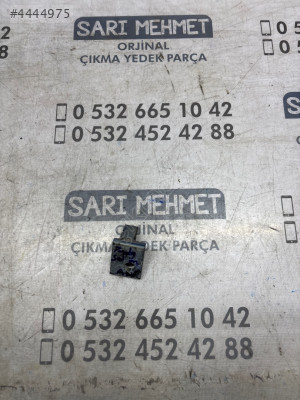 #4444975
SARI MEHMET
ORJİNAL
ÇIKMA YEDEK PARÇA
0 532 665 10 42
0 532 452 42 88
SARI MEHMET
ORJİNAL
ÇIKMA YEDEK PARÇA
0 532 665 10 42
0 532 452 42 88